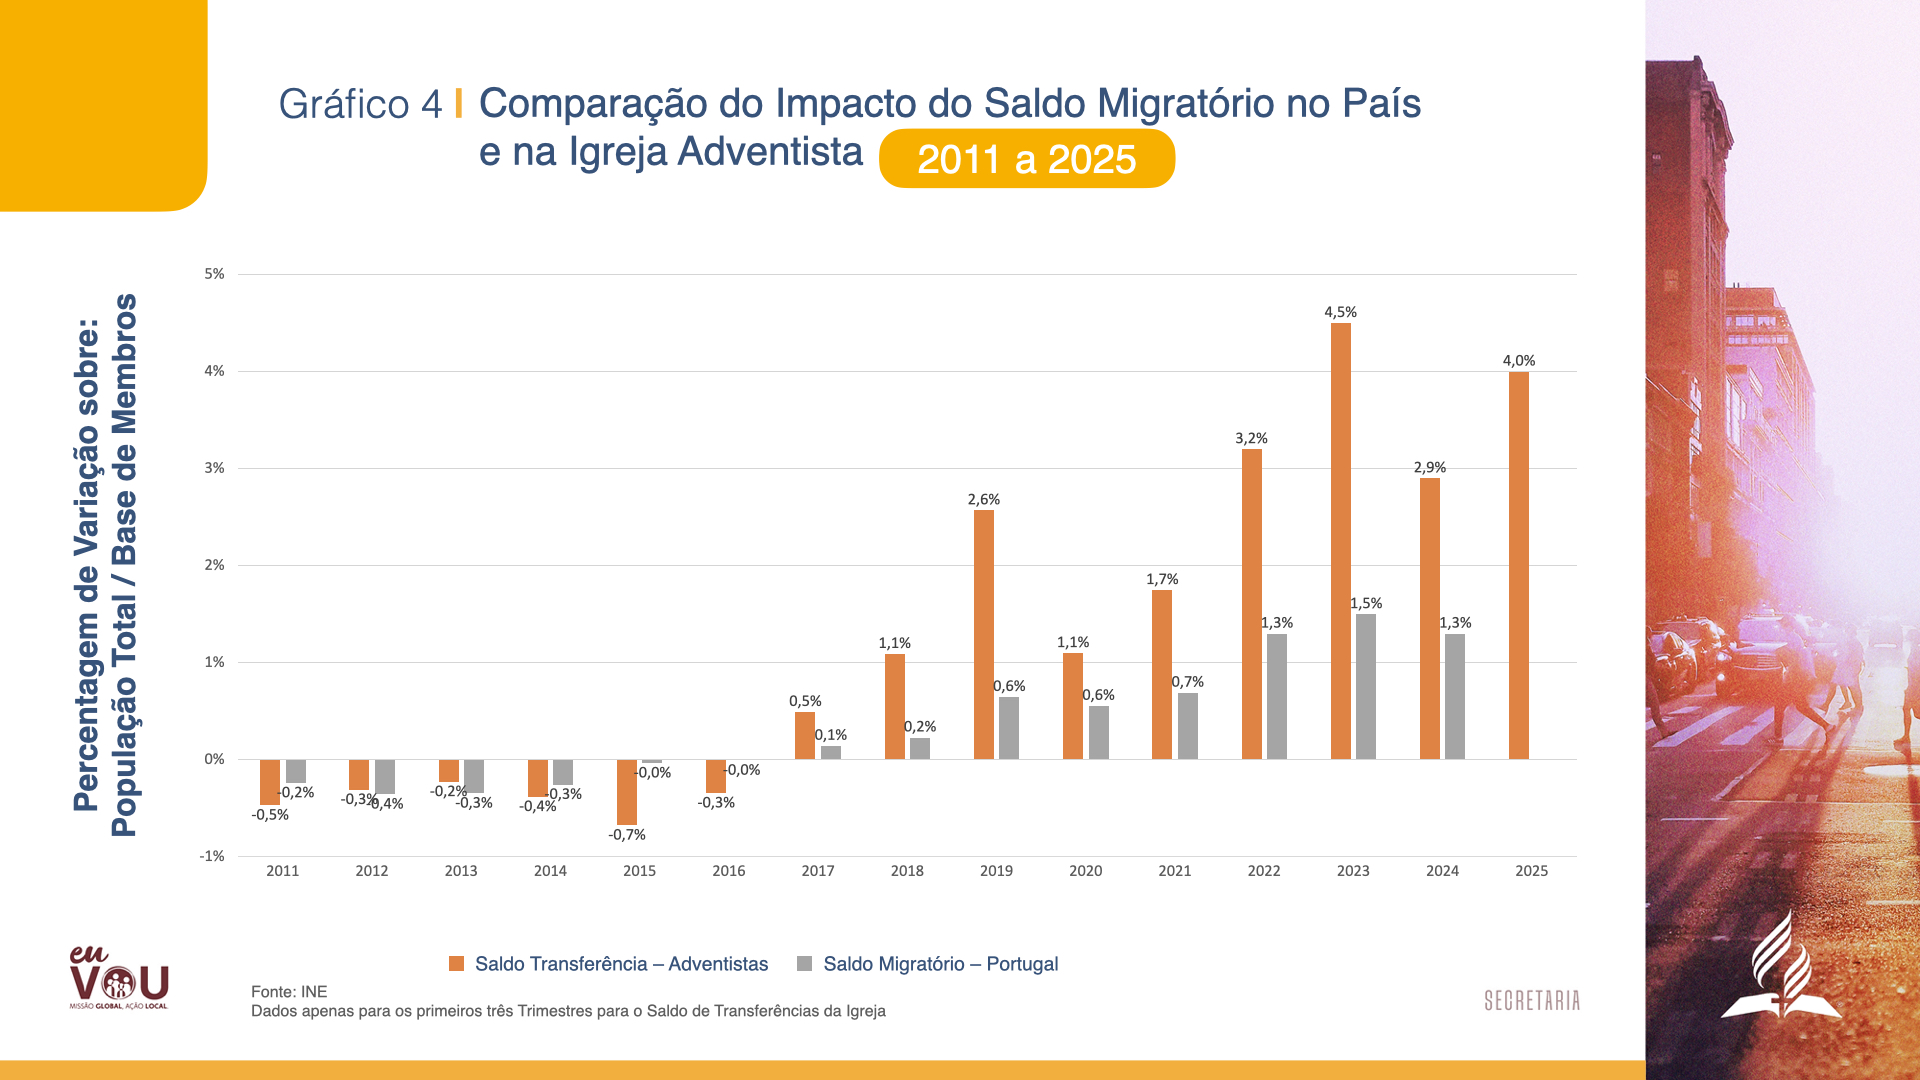 Gráfico 4 | Comparação do Impacto do Saldo Migratório no País
e na Igreja Adventista 2011 a 2025
Percentagem de Variação sobre:
População Total / Base de Membros
5%
4%
3%
2%
1%
0%
-1%
-0,5% -0,2%
-0,3% -0,4%
-0,2% -0,3%
-0,4% -0,3%
-0,7% -0,0%
-0,3% -0,0%
0,5% 0,1%
1,1% 0,2%
2,6% 0,6%
1,1% 0,6%
1,7% 0,7%
3,2% 1,3%
4,5% 1,5%
2,9% 1,3%
4,0%
2011 2012 2013 2014 2015 2016 2017 2018 2019 2020 2021 2022 2023 2024 2025
Saldo Transferência – Adventistas Saldo Migratório – Portugal
eu
VOU
MISSÃO GLOBAL, AÇÃO LOCAL
Fonte: INE
Dados apenas para os primeiros três Trimestres para o Saldo de Transferências da Igreja
SECRETARIA